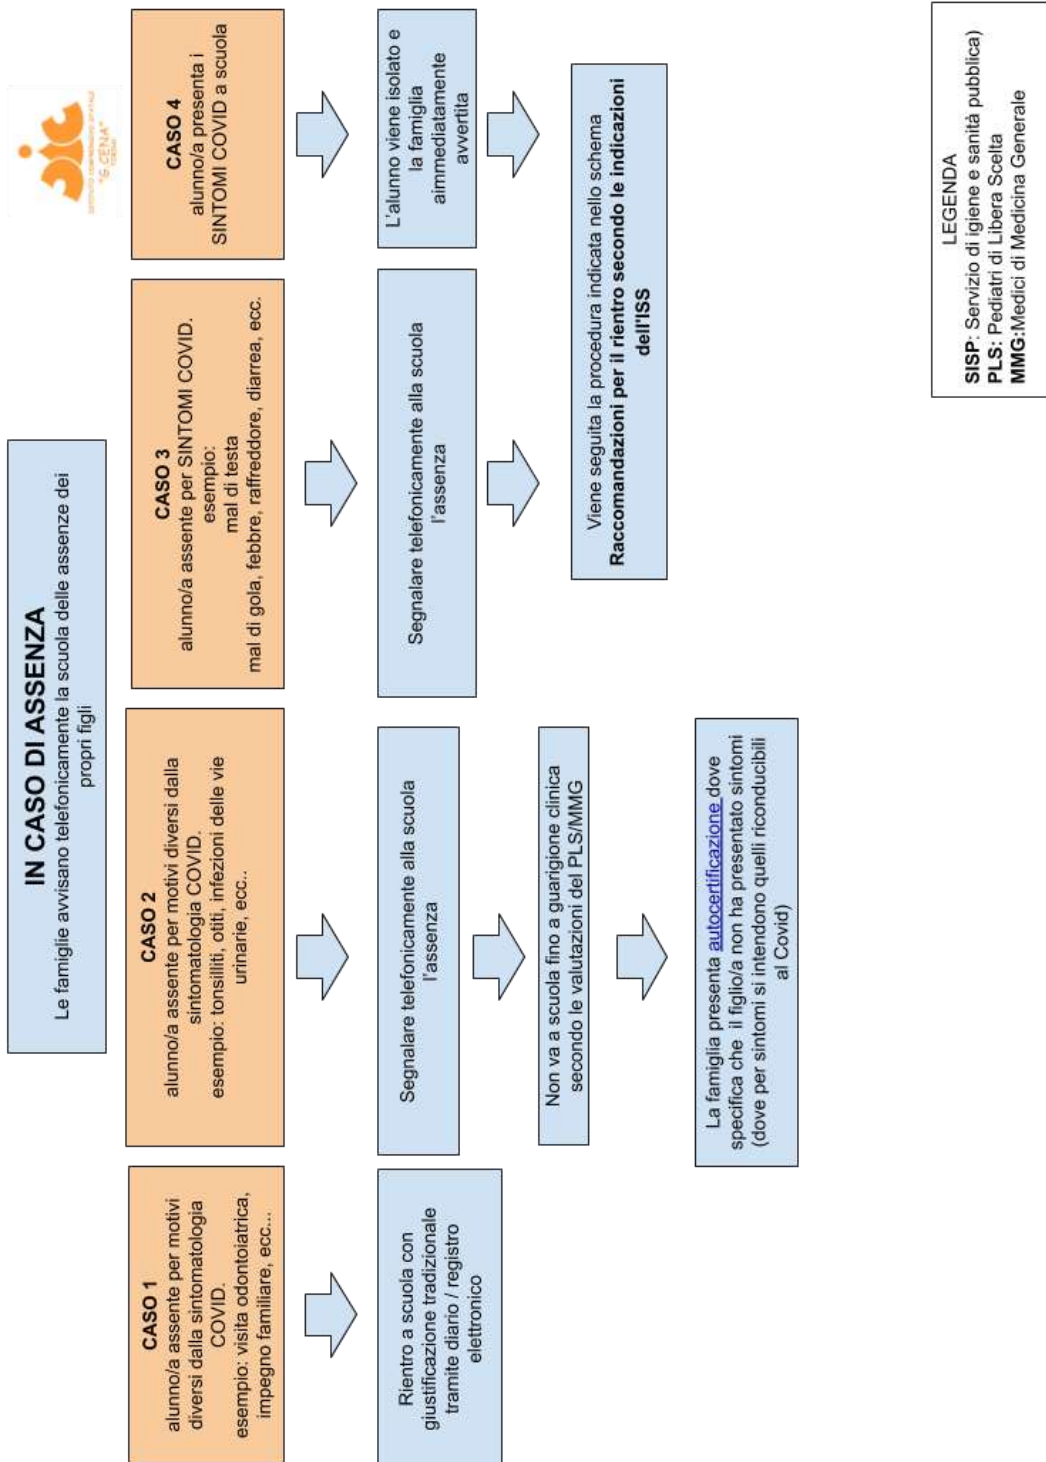 IN CASO DI ASSENZA
Le famiglie avvisano telefonicamente la scuola delle assenze dei
propri figli
"G.CENA"
CASO 1
alunno/a assente per motivi
diversi dalla sintomatologia
COVID.
esempio: visita odontoiatrica,
impegno familiare, ecc...
Rientro a scuola con
giustificazione tradizionale
tramite diario / registro
elettronico
CASO 2
alunno/a assente per motivi diversi dalla
sintomatologia COVID.
esempio: tonsilliti, otiti, infezioni delle vie
urinarie, ecc..
Segnalare telefonicamente alla scuola
l'assenza
Non va a scuola fino a guarigione clinica
secondo le valutazioni del PLS/MMG
La famiglia presenta autocertificazione dove
specifica che il figlio/a non ha presentato sintomi
(dove per sintomi si intendono quelli riconducibili
al Covid)
CASO 3
alunno/a assente per SINTOMI COVID.
esempio:
mal di testa
mal di gola, febbre, raffreddore, diarrea, ecc.
Segnalare telefonicamente alla scuola
l'assenza
CASO 4
alunno/a presenta i
SINTOMI COVID a scuola
L'alunno viene isolato e
la famiglia
aimmediatamente
avvertita
Viene seguita la procedura indicata nello schema
Raccomandazioni per il rientro secondo le indicazioni
dell'ISS
LEGENDA
SISP: Servizio di igiene e sanità pubblica)
PLS: Pediatri di Libera Scelta
MMG:Medici di Medicina Generale